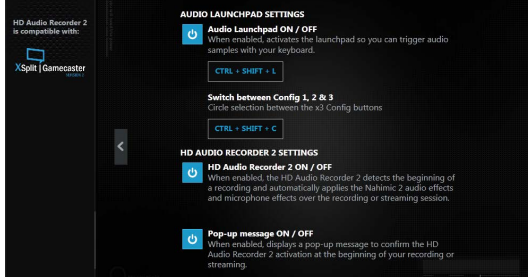 HD Audio Recorder 2
is compatible with:
XSplit | Gamecaster
AUDIO LAUNCHPAD SETTINGS
Audio Launchpad ON / OFF
When enabled, activates the launchpad so you can trigger audio
samples with your keyboard.
CTRL + SHIFT + L
Switch between Config 1, 2 & 3
Circle selection between the x3 Config buttons
CTRL + SHIFT + C
HD AUDIO RECORDER 2 SETTINGS
HD Audio Recorder 2 ON / OFF
When enabled, the HD Audio Recorder 2 detects the beginning of
a recording and automatically applies the Nahimic 2 audio effects
and microphone effects over the recording or streaming session.
Pop-up message ON / OFF
When enabled, displays a pop-up message to confirm the HD
Audio Recorder 2 activation at the beginning of your recording or
streaming.